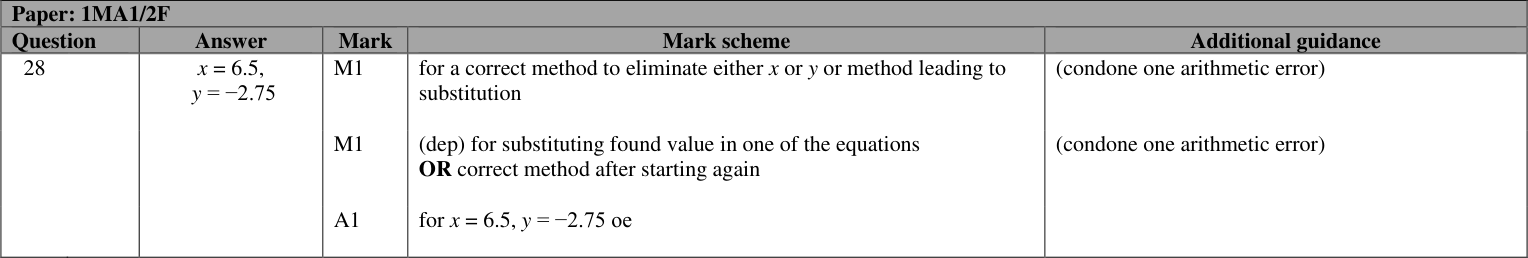 Paper: 1MA1/2F
Question Answer Mark Mark scheme Additional guidance
28 x = 6.5, M1 for a correct method to eliminate either x or y or method leading to (condone one arithmetic error)
y = −2.75 substitution
M1 (dep) for substituting found value in one of the equations (condone one arithmetic error)
OR correct method after starting again
A1 for x = 6.5, y = −2.75 oe